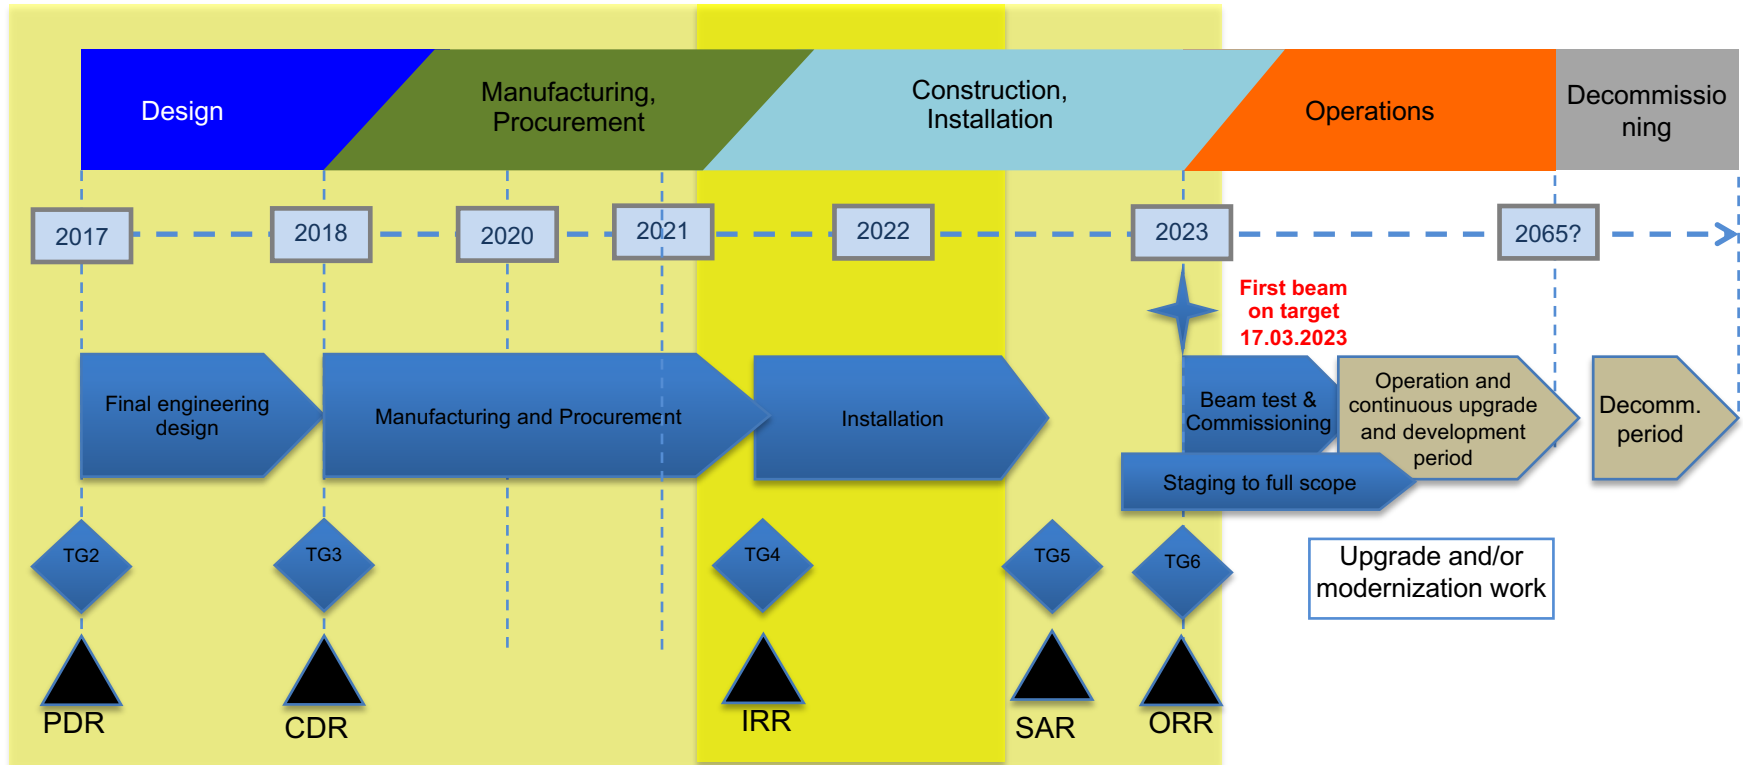 Design
Manufacturing,
Procurement
Construction,
Installation
Operations
Decommissio
ning
2017
2018
2020
2021
2022
2023
2065?
First beam
on target
17.03.2023
Final engineering
design
Manufacturing and Procurement
Installation
Beam test &
Commissioning
Operation and
continuous upgrade
and development
period
Decomm.
period
Staging to full scope
TG2
TG3
TG4
TG5
TG6
Upgrade and/or
modernization work
PDR
CDR
IRR
SAR
ORR